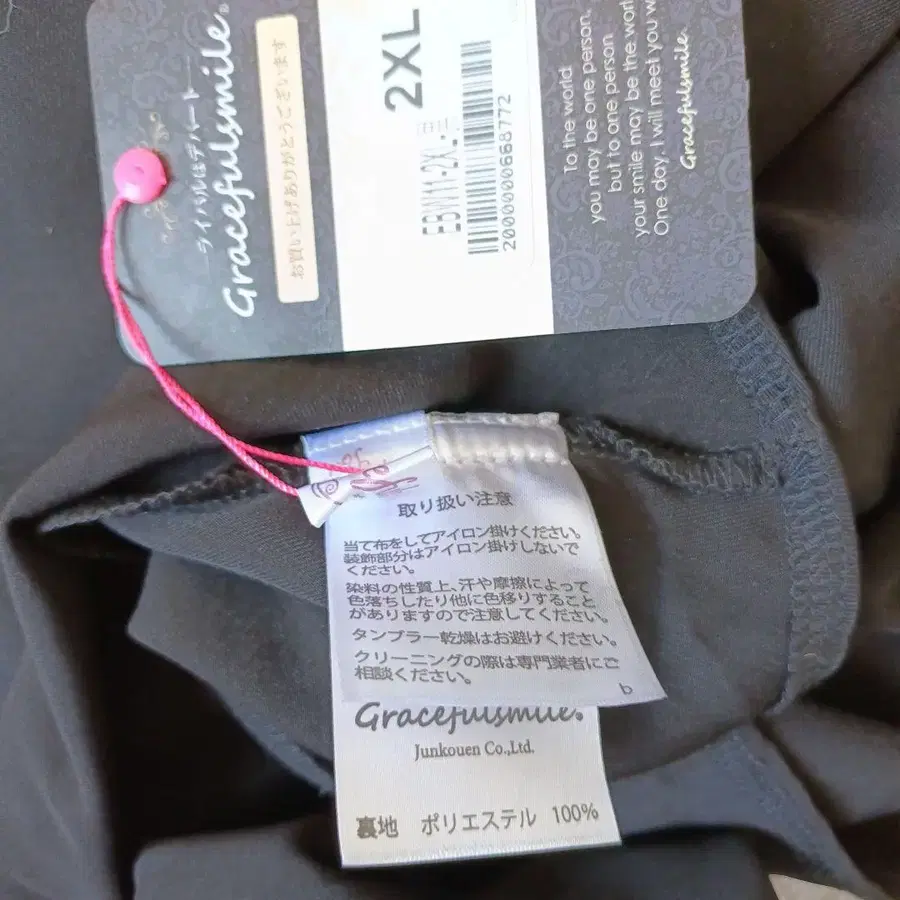 ライバルはデパート
Gracefulsmile®
お買い上げありがとうございます
2XL
EBW11-2XL-黒
2000000668772
To the world
you may be one person,
but to one person
your smile may be the world
One day. I will meet you w
Gracefulsmile
取り扱い注意
当て布をしてアイロン掛けください。
装飾部分はアイロン掛けしないで
ください。
染料の性質上、汗や摩擦によって
色落ちしたり他に色移りすること
がありますので注意してください。
タンブラー乾燥はお避けください。
クリーニングの際は専門業者にご
相談ください。
b
Gracefulsmile®
Junkouen Co.,Ltd.
裏地 ポリエステル 100%